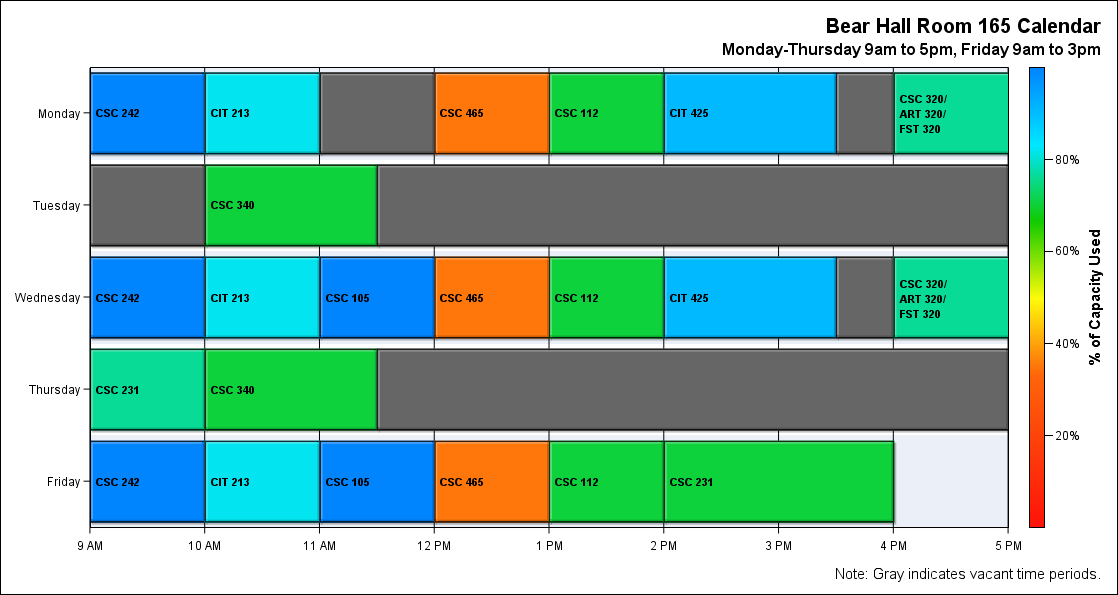 Bear Hall Room 165 Calendar
Monday-Thursday 9am to 5pm, Friday 9am to 3pm
Monday
CSC 242
CIT 213
CSC 465
CSC 112
CIT 425
CSC 320/
ART 320/
FST 320
Tuesday
CSC 340
Wednesday
CSC 242
CIT 213
CSC 105
CSC 465
CSC 112
CIT 425
CSC 320/
ART 320/
FST 320
Thursday
CSC 231
CSC 340
Friday
CSC 242
CIT 213
CSC 105
CSC 465
CSC 112
CSC 231
9 AM
10 AM
11 AM
12 PM
1 PM
2 PM
3 PM
4 PM
5 PM
80%
60%
40%
20%
% of Capacity Used
Note: Gray indicates vacant time periods.